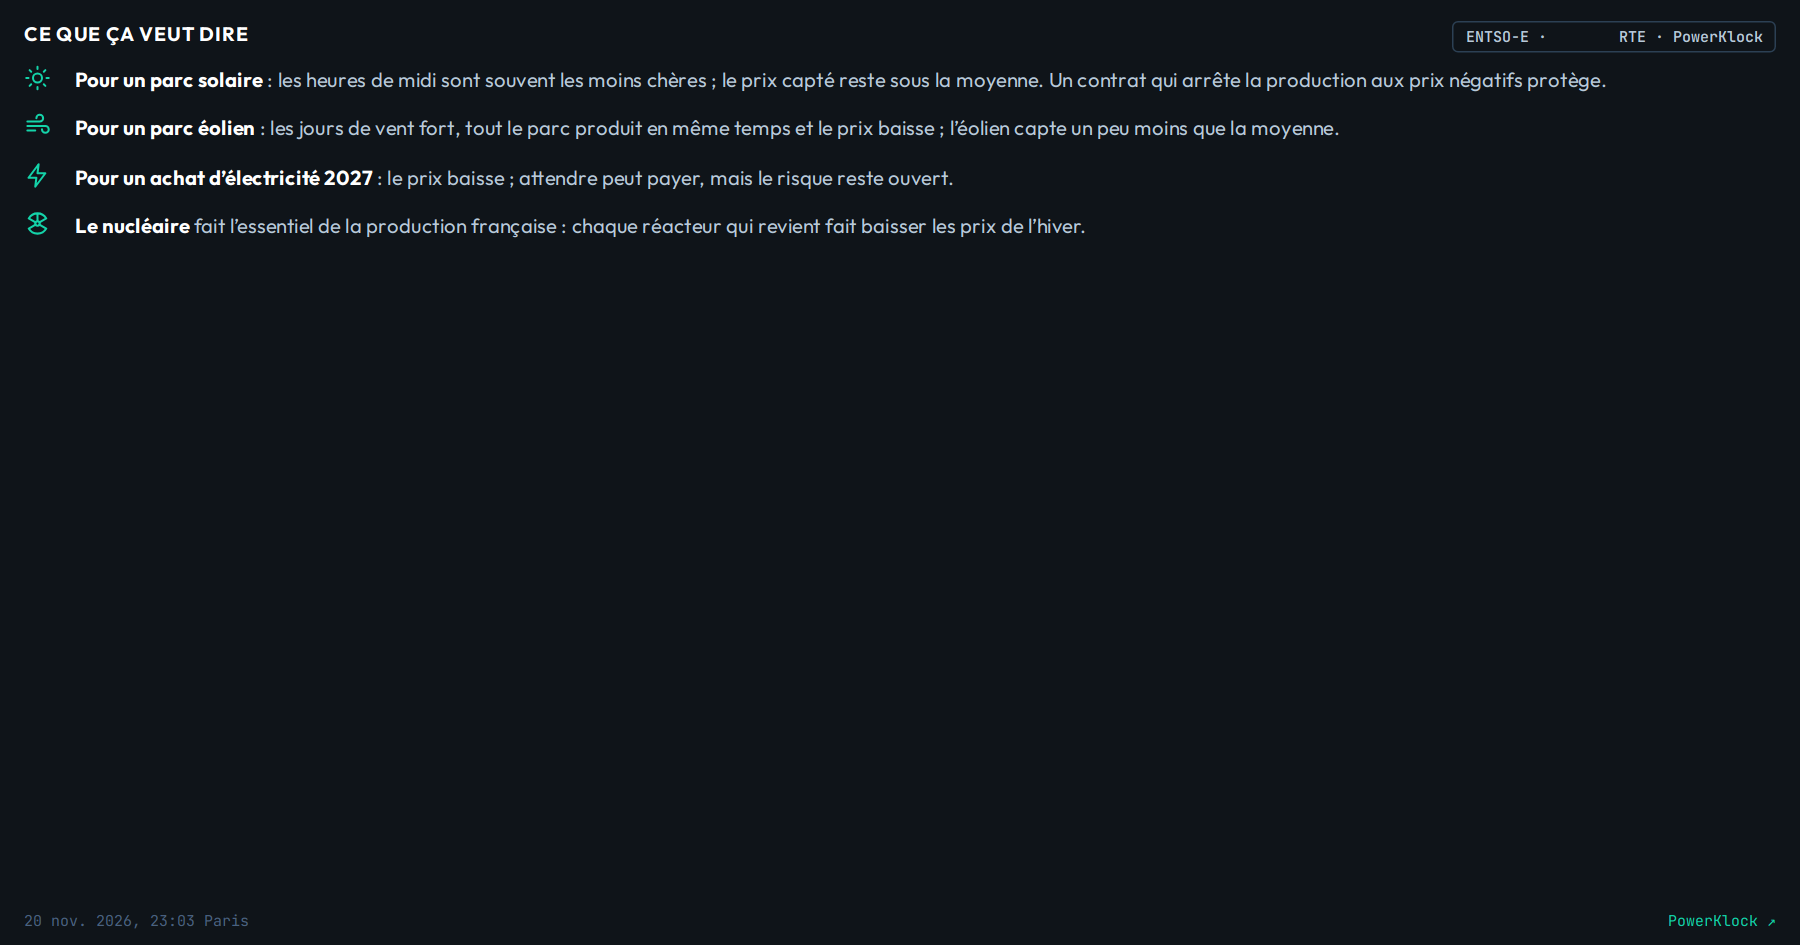 CE QUE ÇA VEUT DIRE
ENTSO-E · RTE · PowerKlock
Pour un parc solaire : les heures de midi sont souvent les moins chères ; le prix capté reste sous la moyenne. Un contrat qui arrête la production aux prix négatifs protège.
Pour un parc éolien : les jours de vent fort, tout le parc produit en même temps et le prix baisse ; l’éolien capte un peu moins que la moyenne.
Pour un achat d’électricité 2027 : le prix baisse ; attendre peut payer, mais le risque reste ouvert.
Le nucléaire fait l’essentiel de la production française : chaque réacteur qui revient fait baisser les prix de l’hiver.
20 nov. 2026, 23:03 Paris
PowerKlock ↗